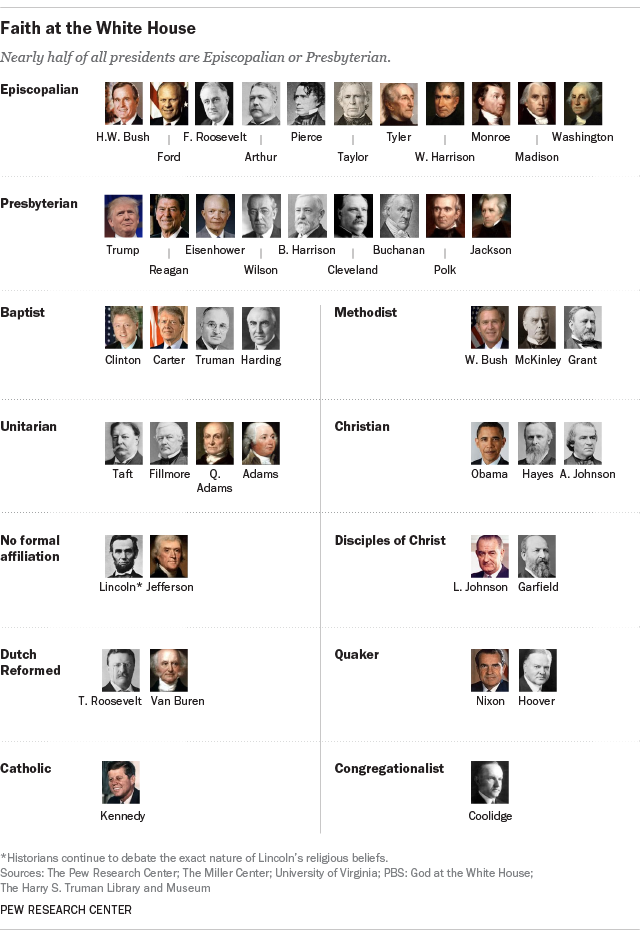 Faith at the White House
Nearly half of all presidents are Episcopalian or Presbyterian.
Episcopalian
H.W. Bush F. Roosevelt Pierce Tyler Monroe Washington
Ford Arthur Taylor W. Harrison Madison
Presbyterian
Trump Eisenhower B. Harrison Buchanan Jackson
Reagan Wilson Cleveland Polk
Baptist
Clinton Carter Truman Harding
Methodist
W. Bush McKinley Grant
Unitarian
Taft Fillmore Q. Adams
Adams
Christian
Obama Hayes A. Johnson
No formal
affiliation
Lincoln* Jefferson
Disciples of Christ
L. Johnson Garfield
Dutch
Reformed
T. Roosevelt Van Buren
Quaker
Nixon Hoover
Catholic
Kennedy
Congregationalist
Coolidge
*Historians continue to debate the exact nature of Lincoln's religious beliefs.
Sources: The Pew Research Center; The Miller Center; University of Virginia; PBS: God at the White House;
The Harry S. Truman Library and Museum
PEW RESEARCH CENTER